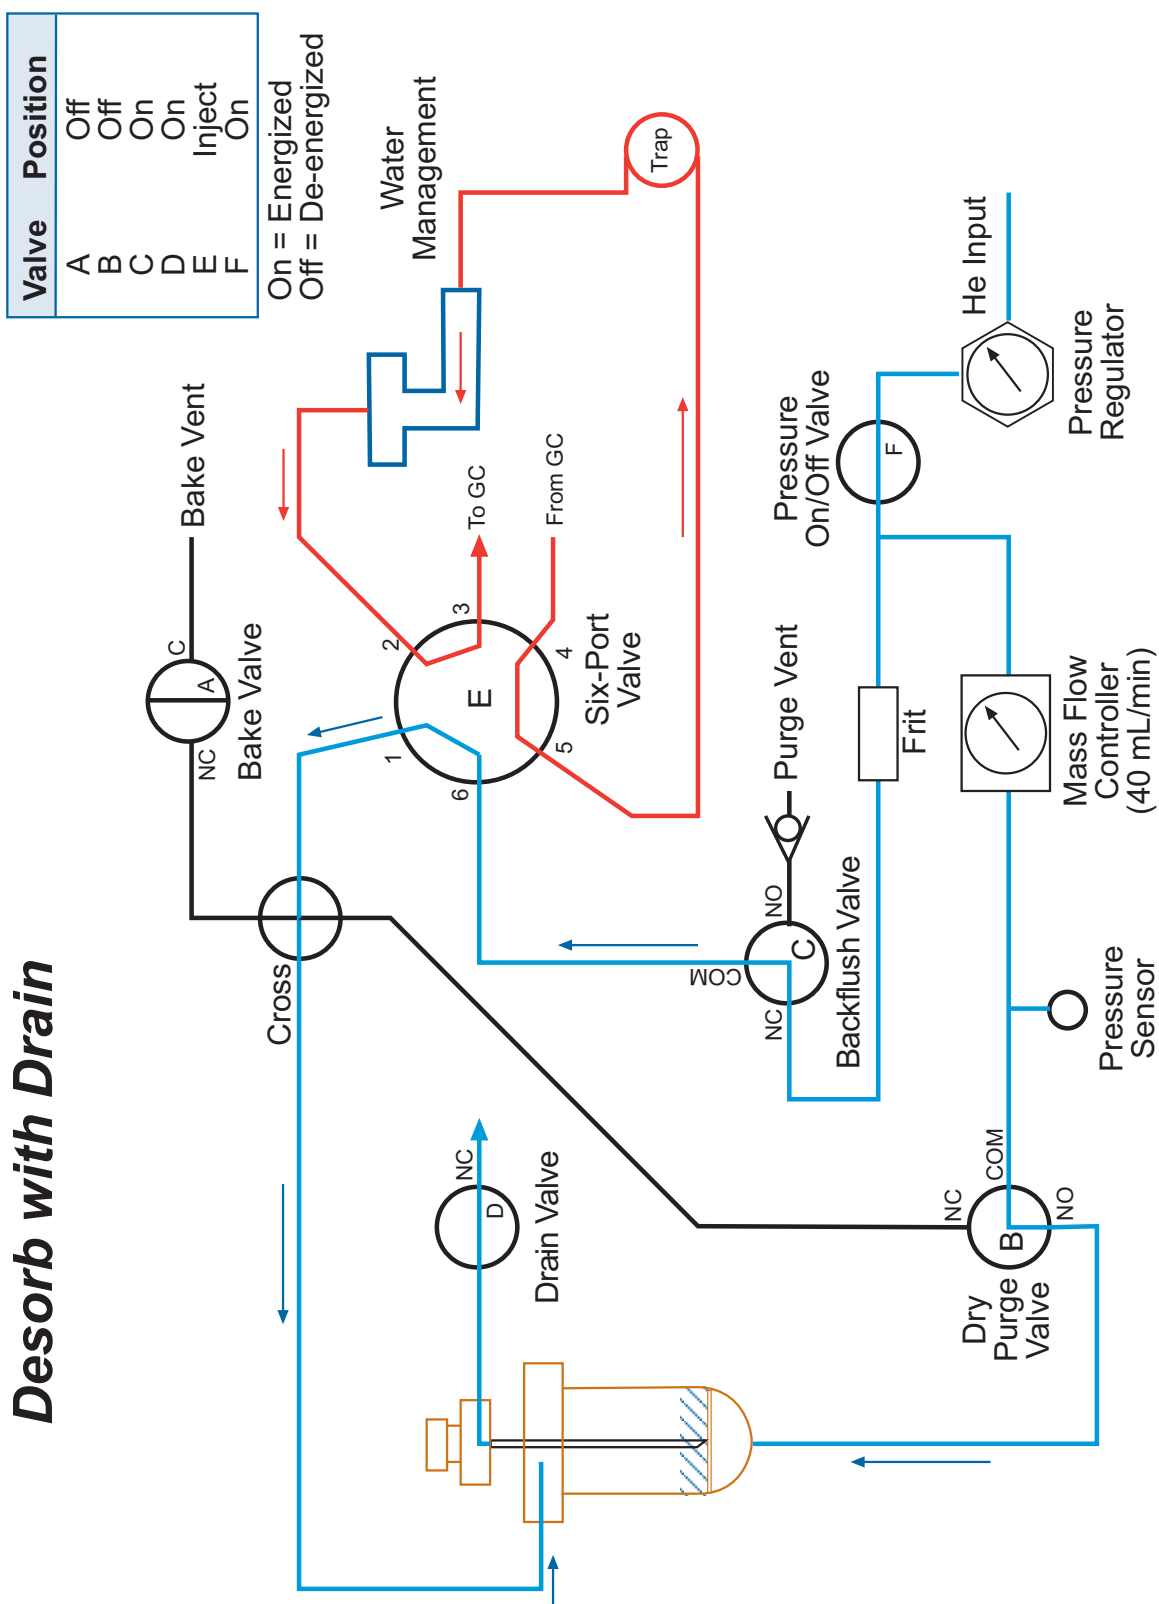 Desorb with Drain
Valve Position
A Off
B Off
C On
D On
E Inject
F On
On = Energized
Off = De-energized
Bake Vent
C
A
NC
Bake Valve
Cross
Water
Management
Trap
To GC
From GC
1
2
3
4
5
6
E
Six-Port
Valve
Purge Vent
NO
C
COM
NC
Backflush Valve
NC
D
Drain Valve
Pressure
On/Off Valve
F
He Input
Pressure
Regulator
Frit
Mass Flow
Controller
(40 mL/min)
Pressure
Sensor
NC
COM
B
NO
Dry
Purge
Valve